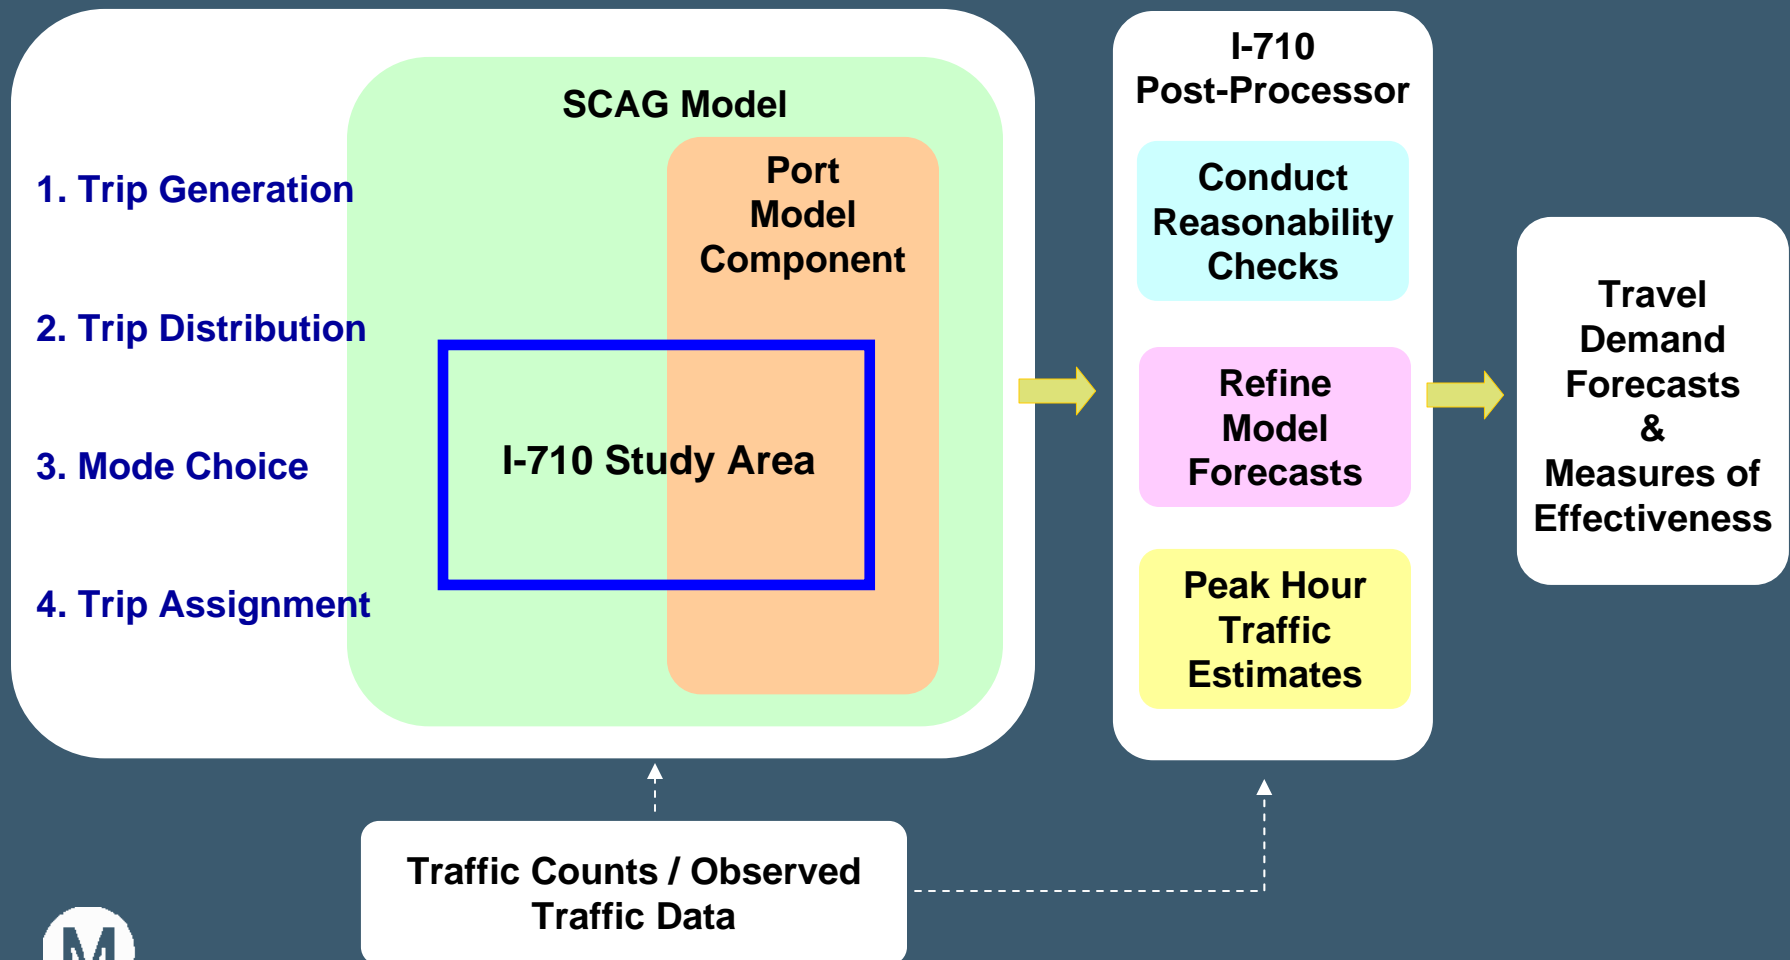 SCAG Model
1. Trip Generation
2. Trip Distribution
3. Mode Choice
4. Trip Assignment
Port
Model
Component
I-710 Study Area
I-710
Post-Processor
Conduct
Reasonability
Checks
Refine
Model
Forecasts
Peak Hour
Traffic
Estimates
Travel
Demand
Forecasts
&
Measures of
Effectiveness
Traffic Counts / Observed
Traffic Data
M